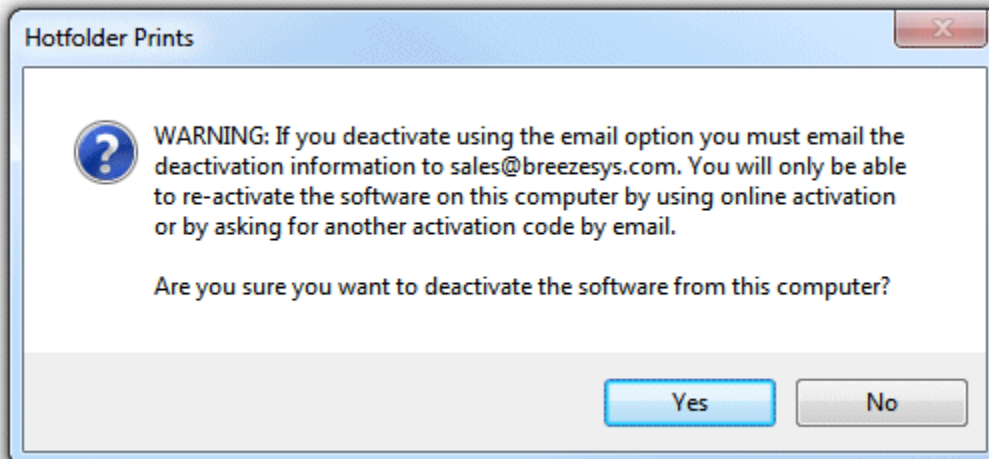 Hotfolder Prints
WARNING: If you deactivate using the email option you must email the
deactivation information to sales@breezesys.com. You will only be able
to re-activate the software on this computer by using online activation
or by asking for another activation code by email.
Are you sure you want to deactivate the software from this computer?
Yes
No